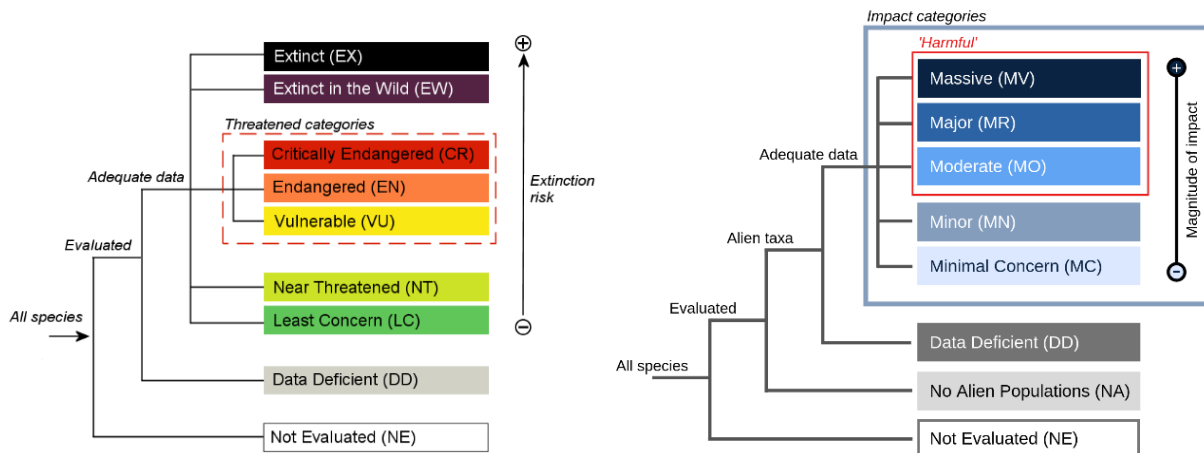 Extinct (EX)
Extinct in the Wild (EW)
Threatened categories
Critically Endangered (CR)
Adequate data
Endangered (EN)
Extinction
risk
Vulnerable (VU)
Evaluated
Near Threatened (NT)
All species
Least Concern (LC)
Data Deficient (DD)
Not Evaluated (NE)
Impact categories
'Harmful'
Massive (MV)
Major (MR)
Adequate data
Moderate (MO)
Magnitude of impact
Minor (MN)
Alien taxa
Minimal Concern (MC)
Evaluated
Data Deficient (DD)
All species
No Alien Populations (NA)
Not Evaluated (NE)